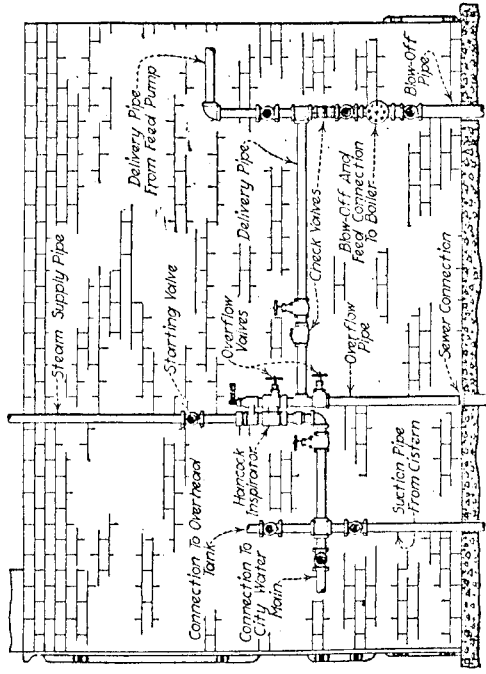 Steam Supply Pipe
Delivery Pipe
From Feed Pump
Starting Valve
Delivery Pipe
Overflow
Valves
Connection To Overhead
Tank
Hancock
Inspirator
Connection To
City Water
Main
Check Valves
Blow-Off And
Feed Connection
To Boiler
Blow-Off
Pipe
Overflow
Pipe
Sewer Connection
Suction Pipe
From Cistern